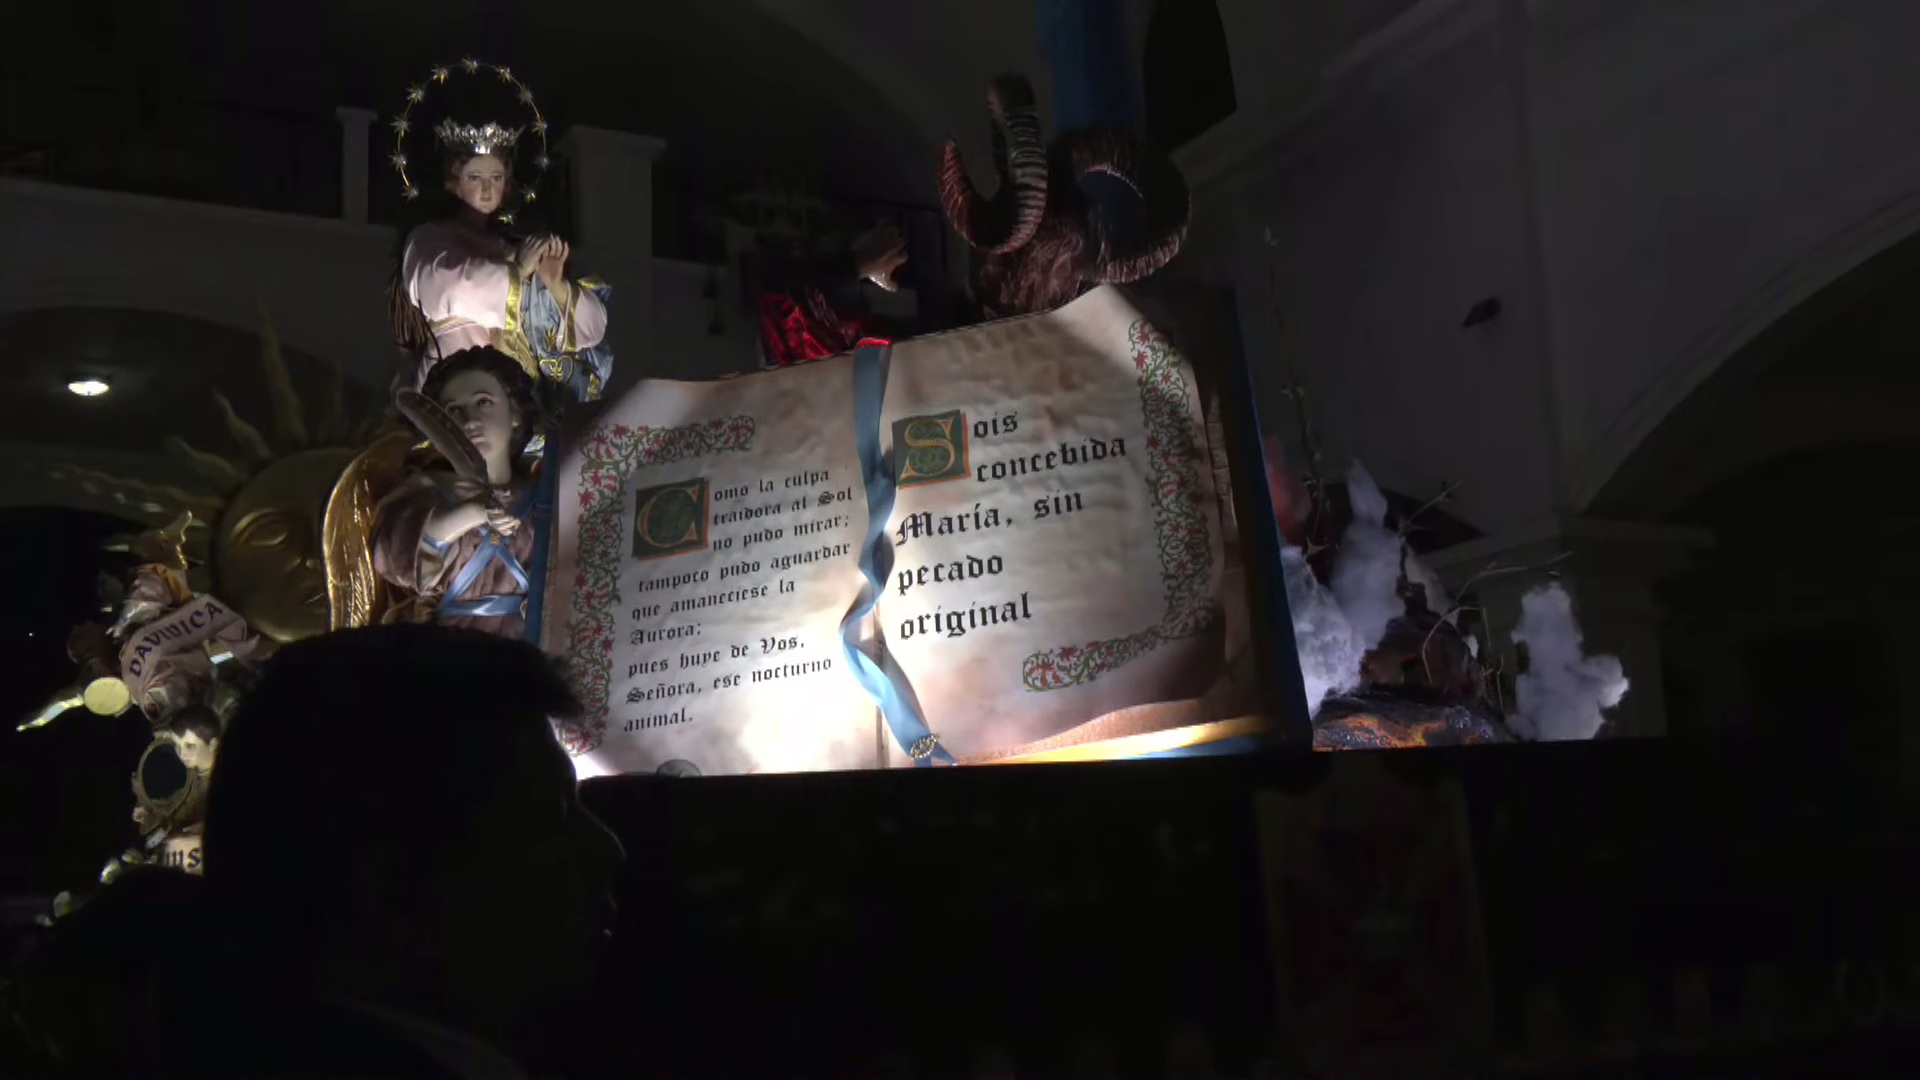 Como la culpa
traidora al Sol
no pudo mirar;
tampoco pudo aguardar
que amaneciese la
Aurora;
pues huye de Vos,
Señora, ese nocturno
animal.
Sois
concebida
María, sin
pecado
original
DAVIDICA